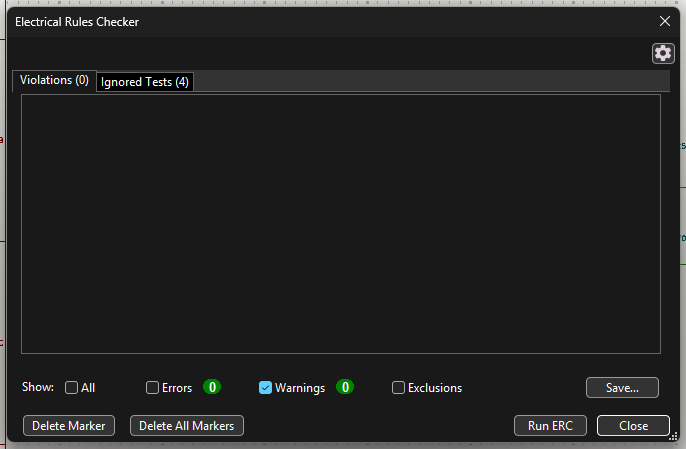 Electrical Rules Checker
Violations (0)
Ignored Tests (4)
Show:
All
Errors
0
Warnings
0
Exclusions
Save...
Delete Marker
Delete All Markers
Run ERC
Close